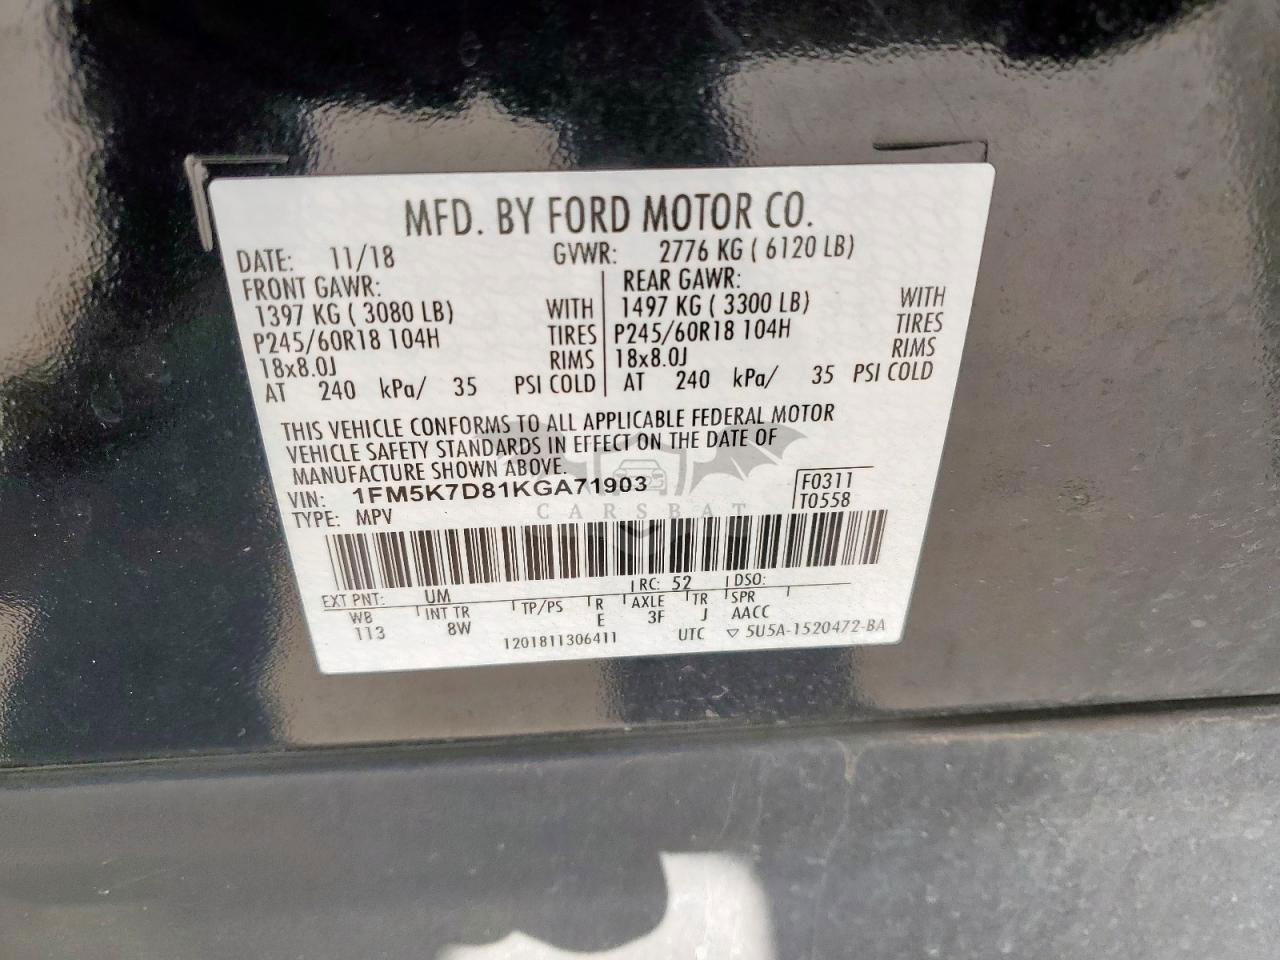 MFD. BY FORD MOTOR CO.
DATE: 11/18 GVWR: 2776 KG ( 6120 LB)
FRONT GAWR: REAR GAWR:
1397 KG ( 3080 LB) WITH 1497 KG ( 3300 LB) WITH
P245/60R18 104H TIRES P245/60R18 104H TIRES
18x8.0J RIMS 18x8.0J RIMS
AT 240 kPa/ 35 PSI COLD AT 240 kPa/ 35 PSI COLD
THIS VEHICLE CONFORMS TO ALL APPLICABLE FEDERAL MOTOR
VEHICLE SAFETY STANDARDS IN EFFECT ON THE DATE OF
MANUFACTURE SHOWN ABOVE.
VIN: 1FM5K7D81KGA71903 F0311
TYPE: MPV T0558
CARSBAT
EXT PNT: UM RC: 52 DSO:
WB INT TR TP/PS R AXLE TR SPR
113 8W E 3F J AACC
1201811306411 UTC ▽ 5U5A-1520472-BA